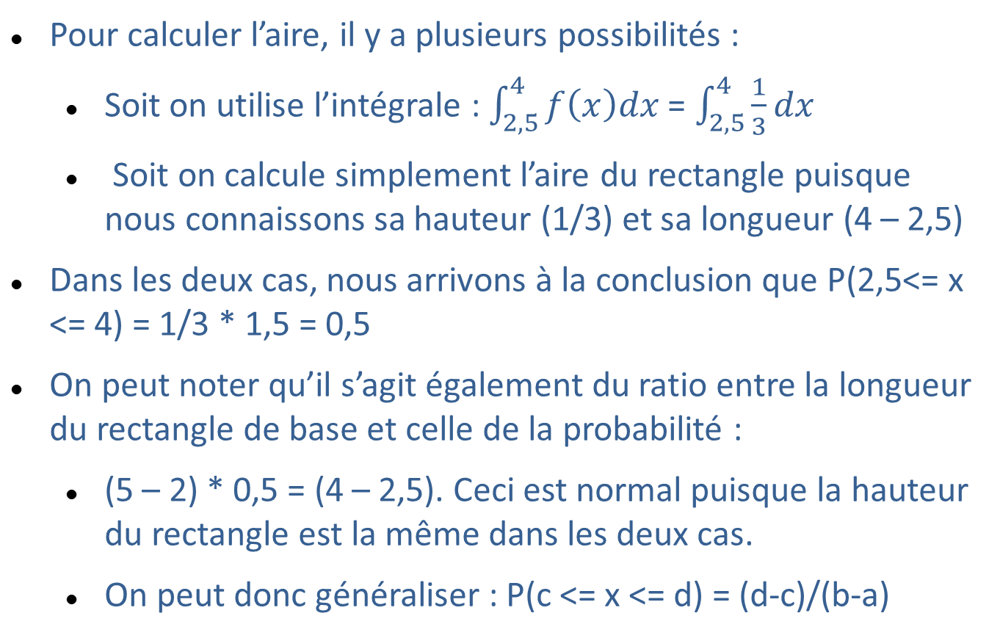 • Pour calculer l’aire, il y a plusieurs possibilités :
• Soit on utilise l’intégrale : $\int_{2,5}^{4} f(x)dx = \int_{2,5}^{4} \frac{1}{3} dx$
• Soit on calcule simplement l’aire du rectangle puisque
nous connaissons sa hauteur (1/3) et sa longueur (4 – 2,5)
• Dans les deux cas, nous arrivons à la conclusion que P(2,5<= x
<= 4) = 1/3 * 1,5 = 0,5
• On peut noter qu’il s’agit également du ratio entre la longueur
du rectangle de base et celle de la probabilité :
• (5 – 2) * 0,5 = (4 – 2,5). Ceci est normal puisque la hauteur
du rectangle est la même dans les deux cas.
• On peut donc généraliser : P(c <= x <= d) = (d-c)/(b-a)